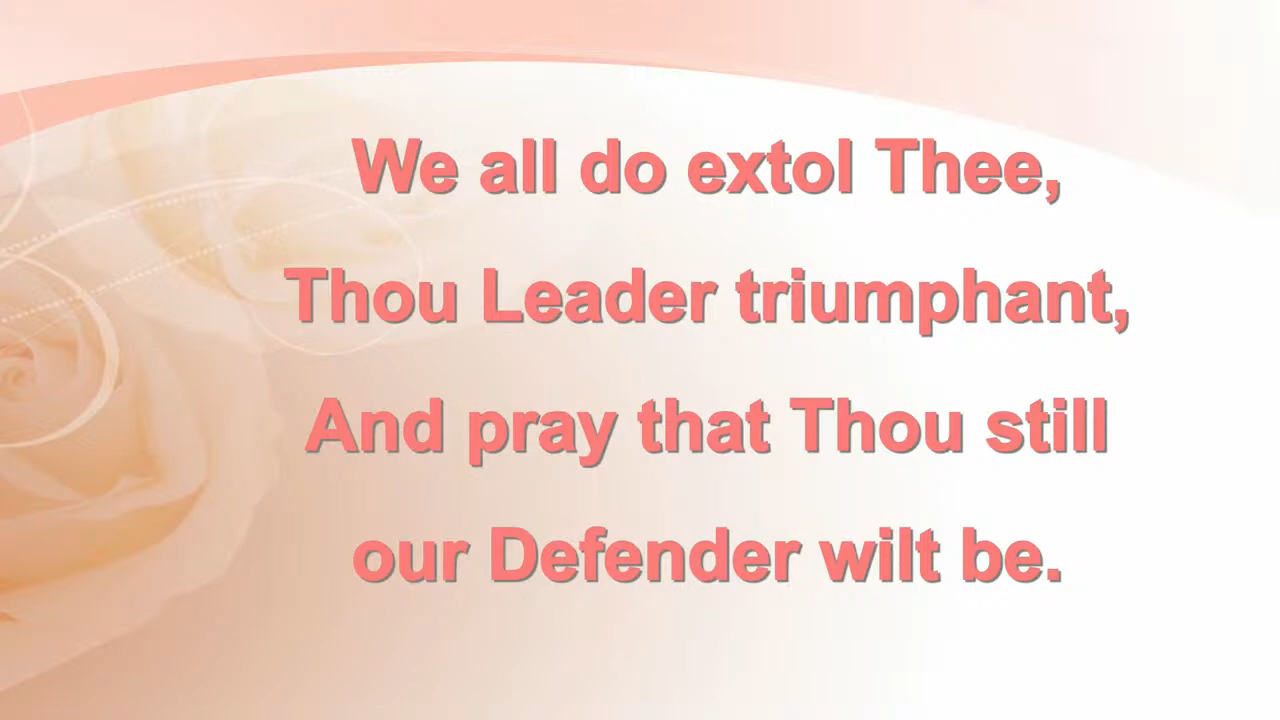 We all do extol Thee,
Thou Leader triumphant,
And pray that Thou still
our Defender wilt be.